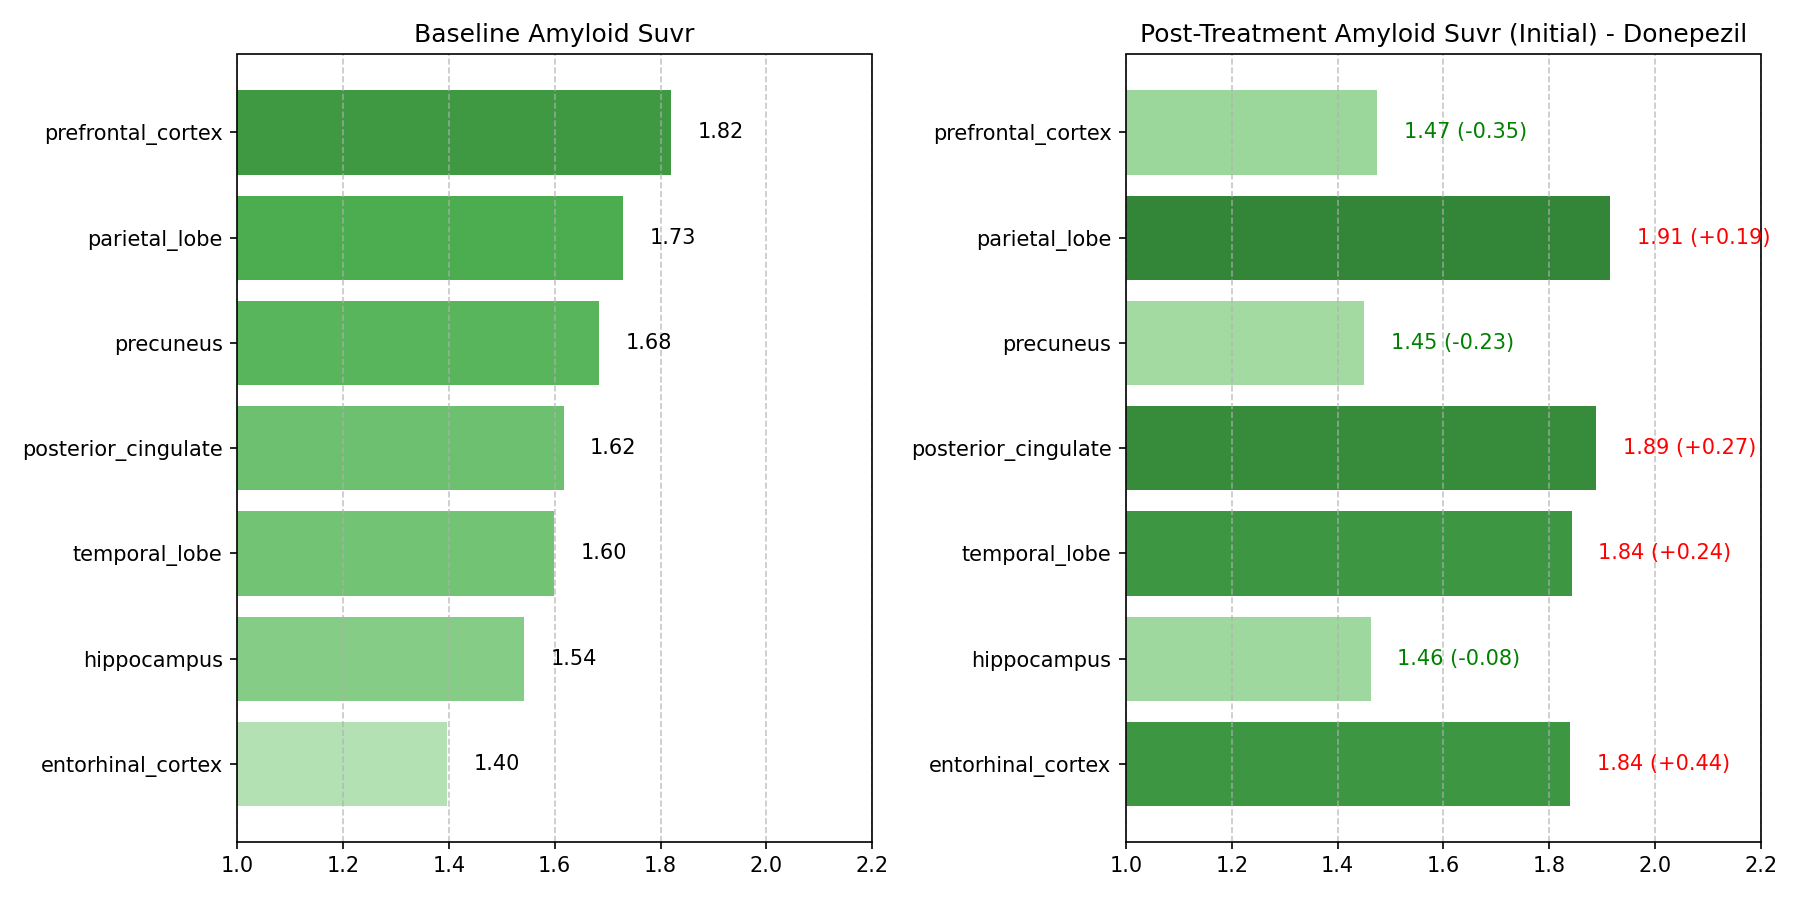 Baseline Amyloid Suvr
prefrontal_cortex 1.82
parietal_lobe 1.73
precuneus 1.68
posterior_cingulate 1.62
temporal_lobe 1.60
hippocampus 1.54
entorhinal_cortex 1.40
1.0 1.2 1.4 1.6 1.8 2.0 2.2
Post-Treatment Amyloid Suvr (Initial) - Donepezil
prefrontal_cortex 1.47 (-0.35)
parietal_lobe 1.91 (+0.19)
precuneus 1.45 (-0.23)
posterior_cingulate 1.89 (+0.27)
temporal_lobe 1.84 (+0.24)
hippocampus 1.46 (-0.08)
entorhinal_cortex 1.84 (+0.44)
1.0 1.2 1.4 1.6 1.8 2.0 2.2